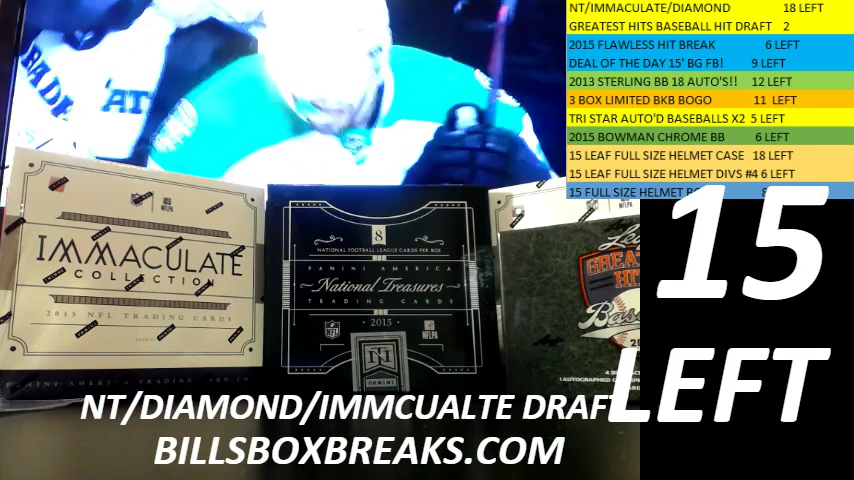 NT/IMMACULATE/DIAMOND 18 LEFT
GREATEST HITS BASEBALL HIT DRAFT 2
2015 FLAWLESS HIT BREAK 6 LEFT
DEAL OF THE DAY 15' BG FB! 9 LEFT
2013 STERLING BB 18 AUTO'S!! 12 LEFT
3 BOX LIMITED BKB BOGO 11 LEFT
TRI STAR AUTO'D BASEBALLS X2 5 LEFT
2015 BOWMAN CHROME BB 6 LEFT
15 LEAF FULL SIZE HELMET CASE 18 LEFT
15 LEAF FULL SIZE HELMET DIVS #4 6 LEFT
15 FULL SIZE HELMET
15
LEFT
IMMACULATE
COLLECTION
2015 NFL TRADING CARDS
8
NATIONAL FOOTBALL LEAGUE CARDS PER BOX
PANINI AMERICA
National Treasures
TRADING CARDS
2015
NFL
NFLPA
PANINI
NT/DIAMOND/IMMCUALTE DRAFT
BILLSBOXBREAKS.COM